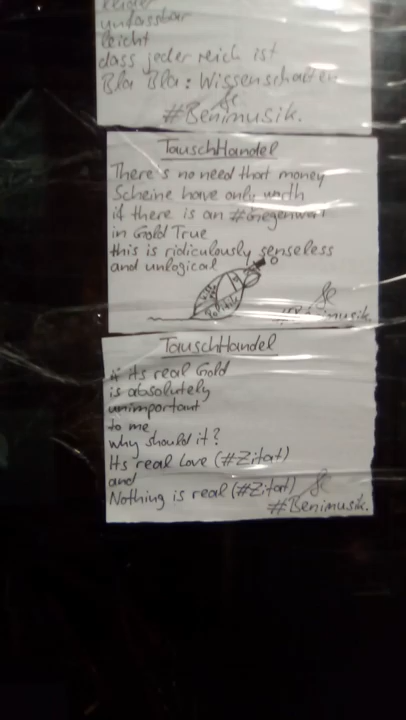 leider
unfassbar
leicht
dass jeder reich ist
Bla Bla: Wissenschaften
#Benimusik.
TauschHandel
There's no need that money
Scheine have only worth
if there is an #Gegenwert
in Gold True
this is ridiculously senseless
and unlogical
#Benimusik.
TauschHandel
if its real Gold
is absolutely
unimportant
to me
why should it?
Its real Love (#Zitat)
and
Nothing is real (#Zitat)
#Benimusik.